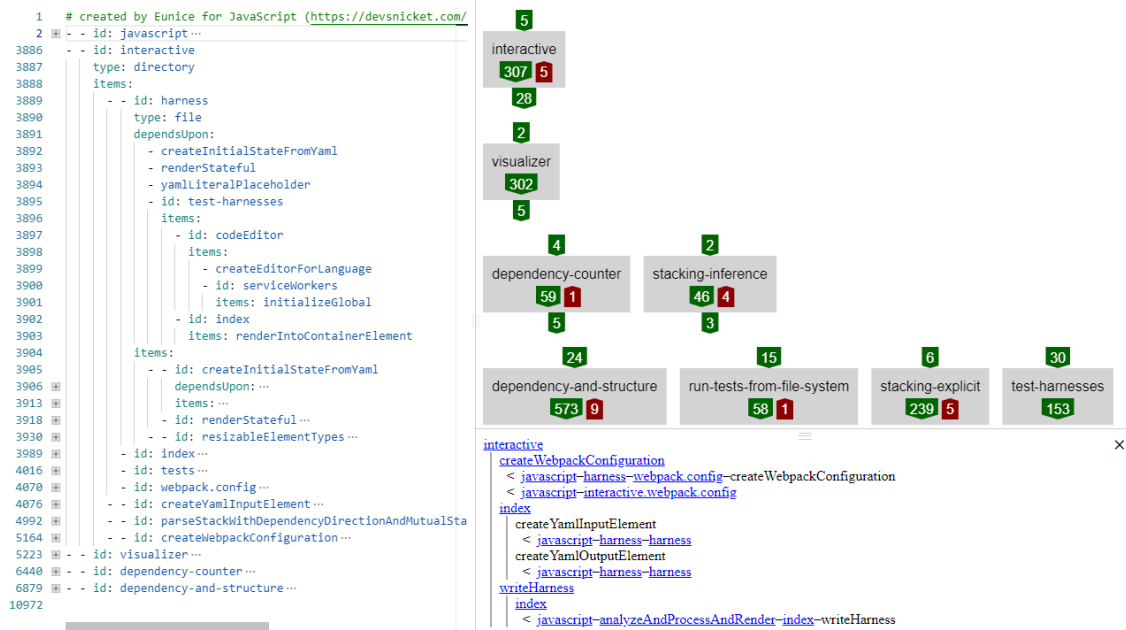 1 # created by Eunice for JavaScript (https://devsnicket.com/
2 - - id: javascript ···
3886 - - id: interactive
3887 type: directory
3888 items:
3889 - - id: harness
3890 type: file
3891 dependsUpon:
3892 - createInitialStateFromYaml
3893 - renderStateful
3894 - yamlLiteralPlaceholder
3895 - id: test-harnesses
3896 items:
3897 - id: codeEditor
3898 items:
3899 - createEditorForLanguage
3900 - id: serviceWorkers
3901 items: initializeGlobal
3902 - id: index
3903 items: renderIntoContainerElement
3904 items:
3905 - - id: createInitialStateFromYaml
3906 dependsUpon: ···
3913 items: ···
3918 - id: renderStateful ···
3930 - - id: resizableElementTypes ···
3989 - id: index ···
4016 - id: tests ···
4070 - id: webpack.config ···
4076 - - id: createYamlInputElement ···
4992 - - id: parseStackWithDependencyDirectionAndMutualSta
5164 - - id: createWebpackConfiguration ···
5223 - - id: visualizer ···
6440 - - id: dependency-counter ···
6879 - - id: dependency-and-structure ···
10972
5
interactive
307 5
28
2
visualizer
302
5
4 2
dependency-counter stacking-inference
59 1 46 4
5 3
24 15 6 30
dependency-and-structure run-tests-from-file-system stacking-explicit test-harnesses
573 9 58 1 239 5 153
interactive
createWebpackConfiguration
< javascript–harness–webpack.config–createWebpackConfiguration
< javascript–interactive.webpack.config
index
createYamlInputElement
< javascript–harness–harness
createYamlOutputElement
< javascript–harness–harness
writeHarness
index
< javascript–analyzeAndProcessAndRender–index–writeHarness